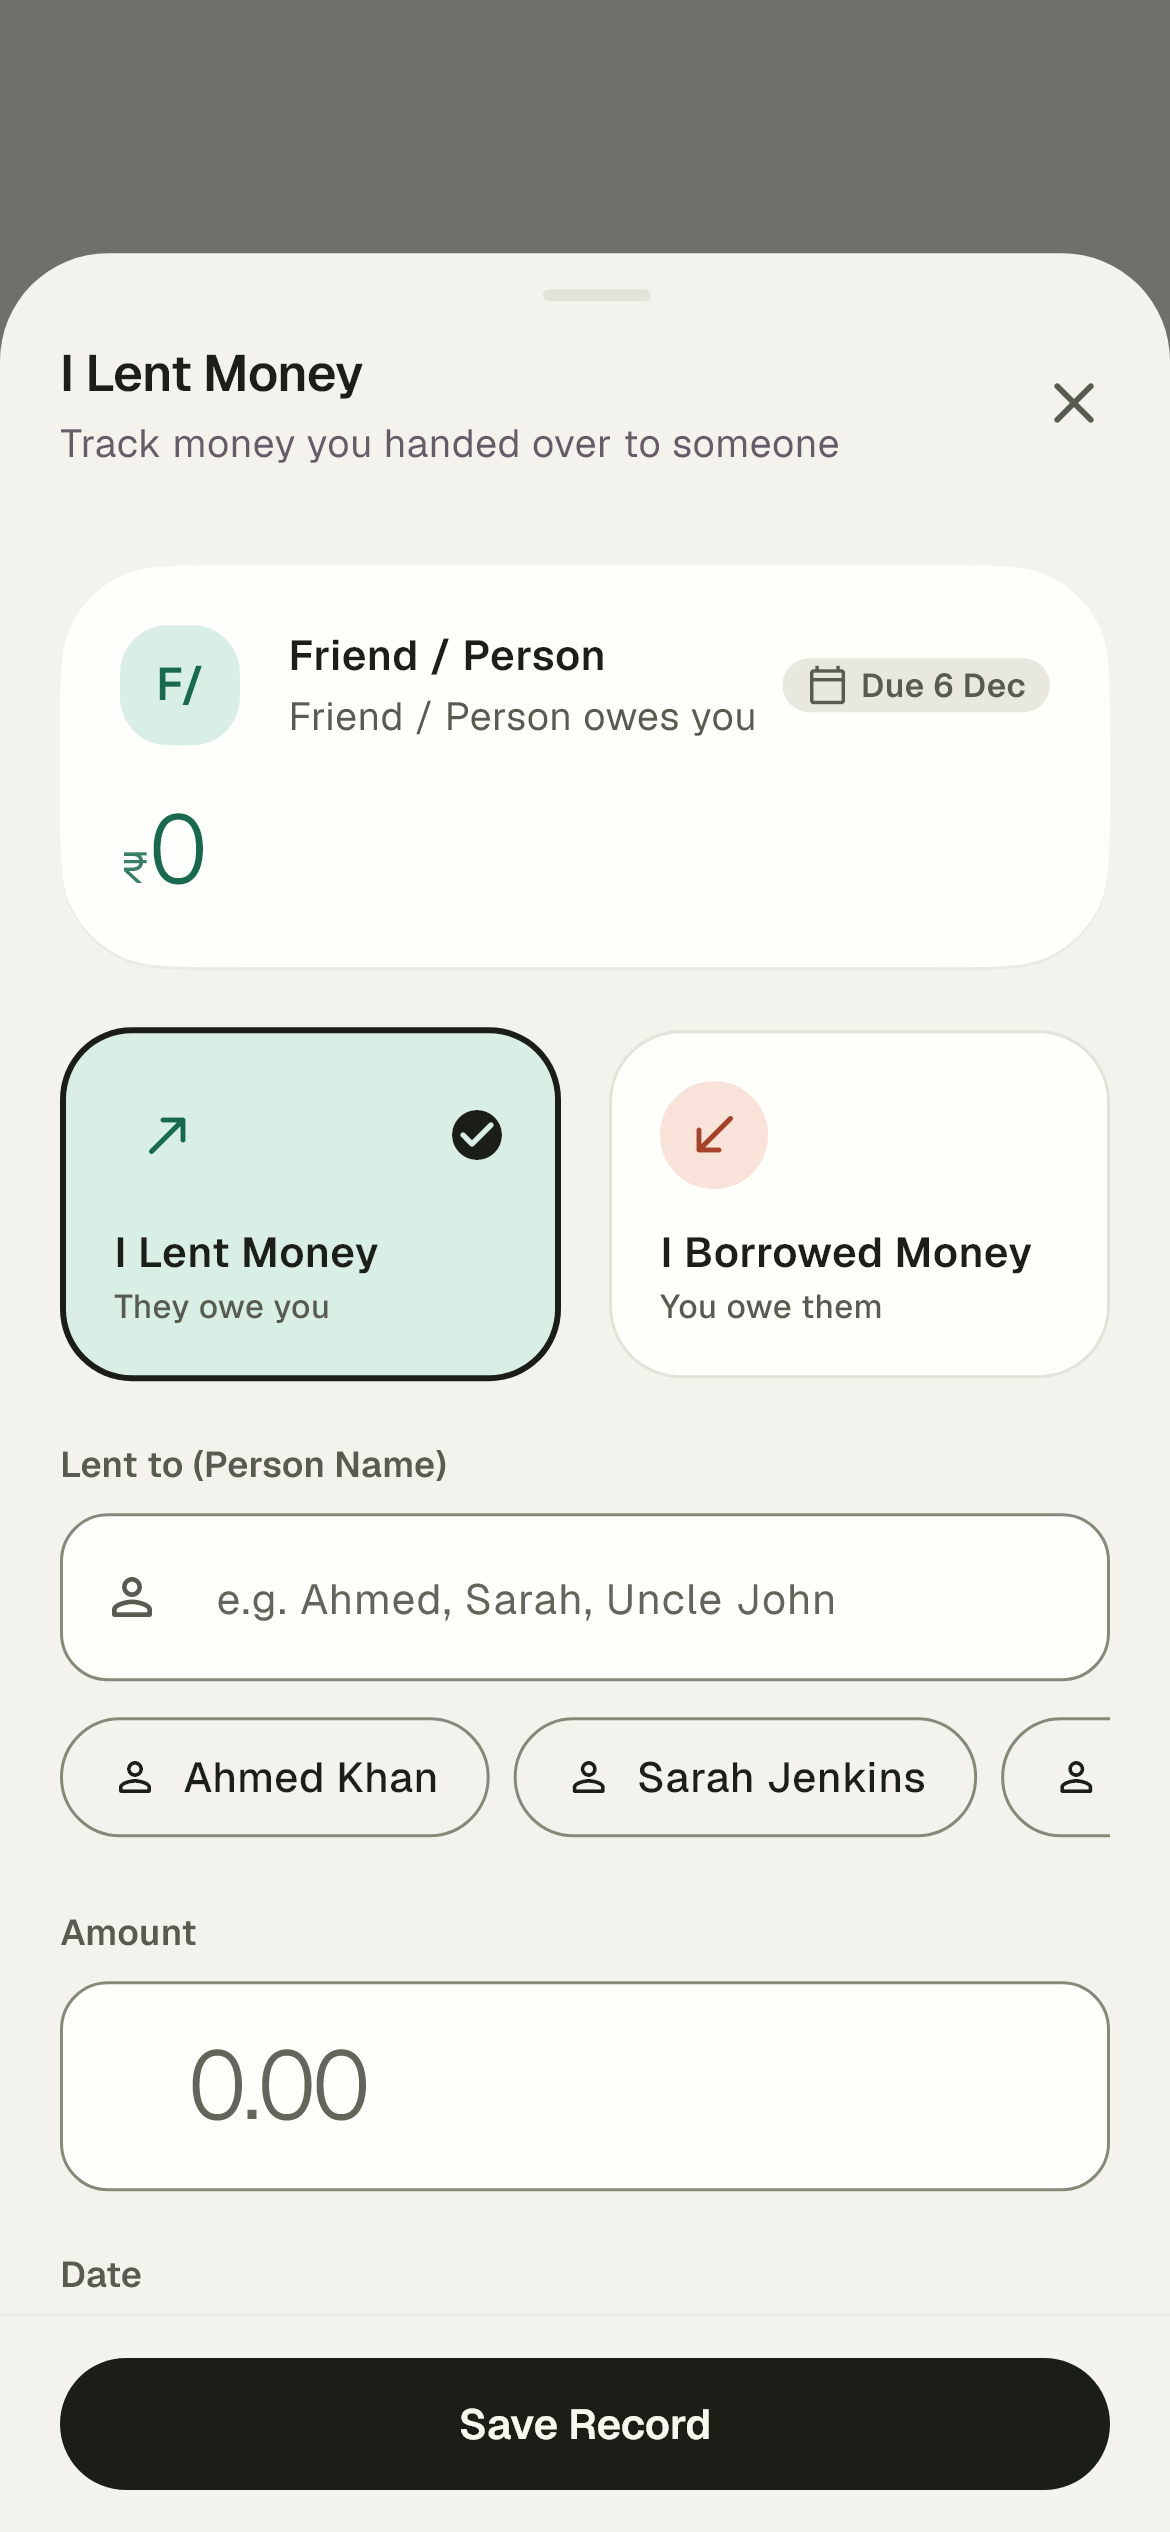 I Lent Money
Track money you handed over to someone
F/
Friend / Person
Friend / Person owes you
Due 6 Dec
₹0
I Lent Money
They owe you
I Borrowed Money
You owe them
Lent to (Person Name)
e.g. Ahmed, Sarah, Uncle John
Ahmed Khan
Sarah Jenkins
Amount
0.00
Date
Save Record